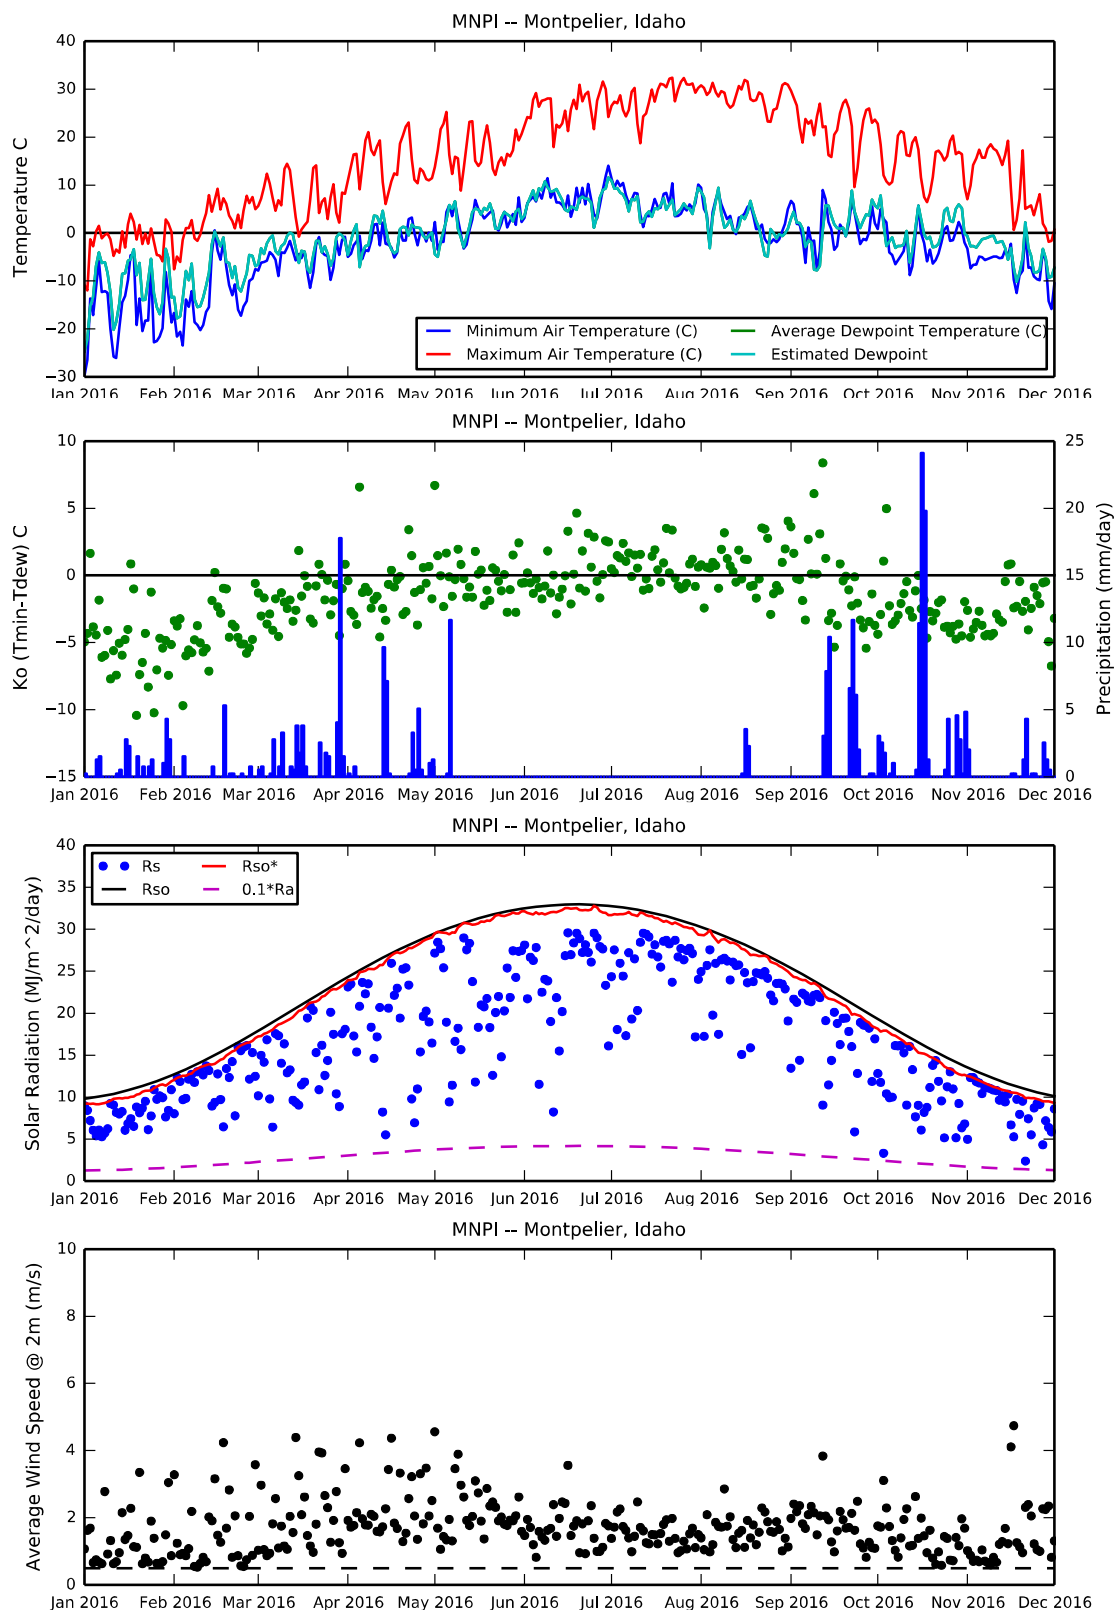 MNPI -- Montpelier, Idaho
40
30
20
10
0
−10
−20
−30
Temperature C
Minimum Air Temperature (C)
Maximum Air Temperature (C)
Average Dewpoint Temperature (C)
Estimated Dewpoint
Jan 2016 Feb 2016 Mar 2016 Apr 2016 May 2016 Jun 2016 Jul 2016 Aug 2016 Sep 2016 Oct 2016 Nov 2016 Dec 2016
MNPI -- Montpelier, Idaho
10
5
0
−5
−10
−15
Ko (Tmin-Tdew) C
25
20
15
10
5
0
Precipitation (mm/day)
Jan 2016 Feb 2016 Mar 2016 Apr 2016 May 2016 Jun 2016 Jul 2016 Aug 2016 Sep 2016 Oct 2016 Nov 2016 Dec 2016
MNPI -- Montpelier, Idaho
40
35
30
25
20
15
10
5
0
Solar Radiation (MJ/m^2/day)
Rs
Rso
Rso*
0.1*Ra
Jan 2016 Feb 2016 Mar 2016 Apr 2016 May 2016 Jun 2016 Jul 2016 Aug 2016 Sep 2016 Oct 2016 Nov 2016 Dec 2016
MNPI -- Montpelier, Idaho
10
8
6
4
2
0
Average Wind Speed @ 2m (m/s)
Jan 2016 Feb 2016 Mar 2016 Apr 2016 May 2016 Jun 2016 Jul 2016 Aug 2016 Sep 2016 Oct 2016 Nov 2016 Dec 2016